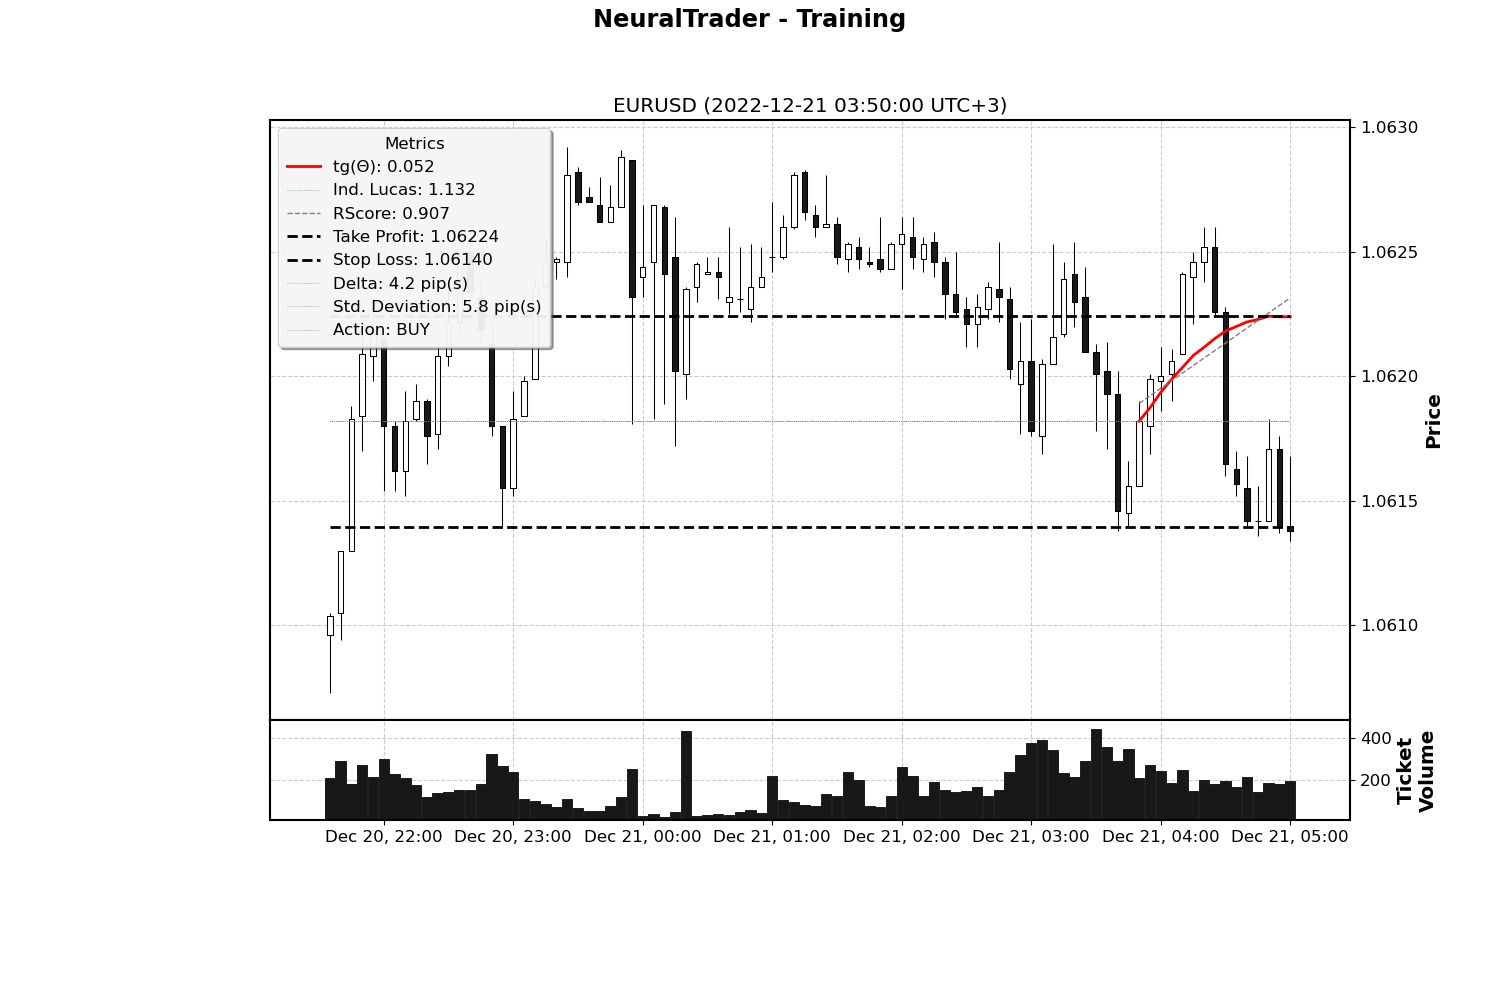 NeuralTrader - Training
EURUSD (2022-12-21 03:50:00 UTC+3)
Metrics
tg(Θ): 0.052
Ind. Lucas: 1.132
RScore: 0.907
Take Profit: 1.06224
Stop Loss: 1.06140
Delta: 4.2 pip(s)
Std. Deviation: 5.8 pip(s)
Action: BUY
1.0630
1.0625
1.0620
1.0615
1.0610
Price
400
200
Ticket
Volume
Dec 20, 22:00 Dec 20, 23:00 Dec 21, 00:00 Dec 21, 01:00 Dec 21, 02:00 Dec 21, 03:00 Dec 21, 04:00 Dec 21, 05:00